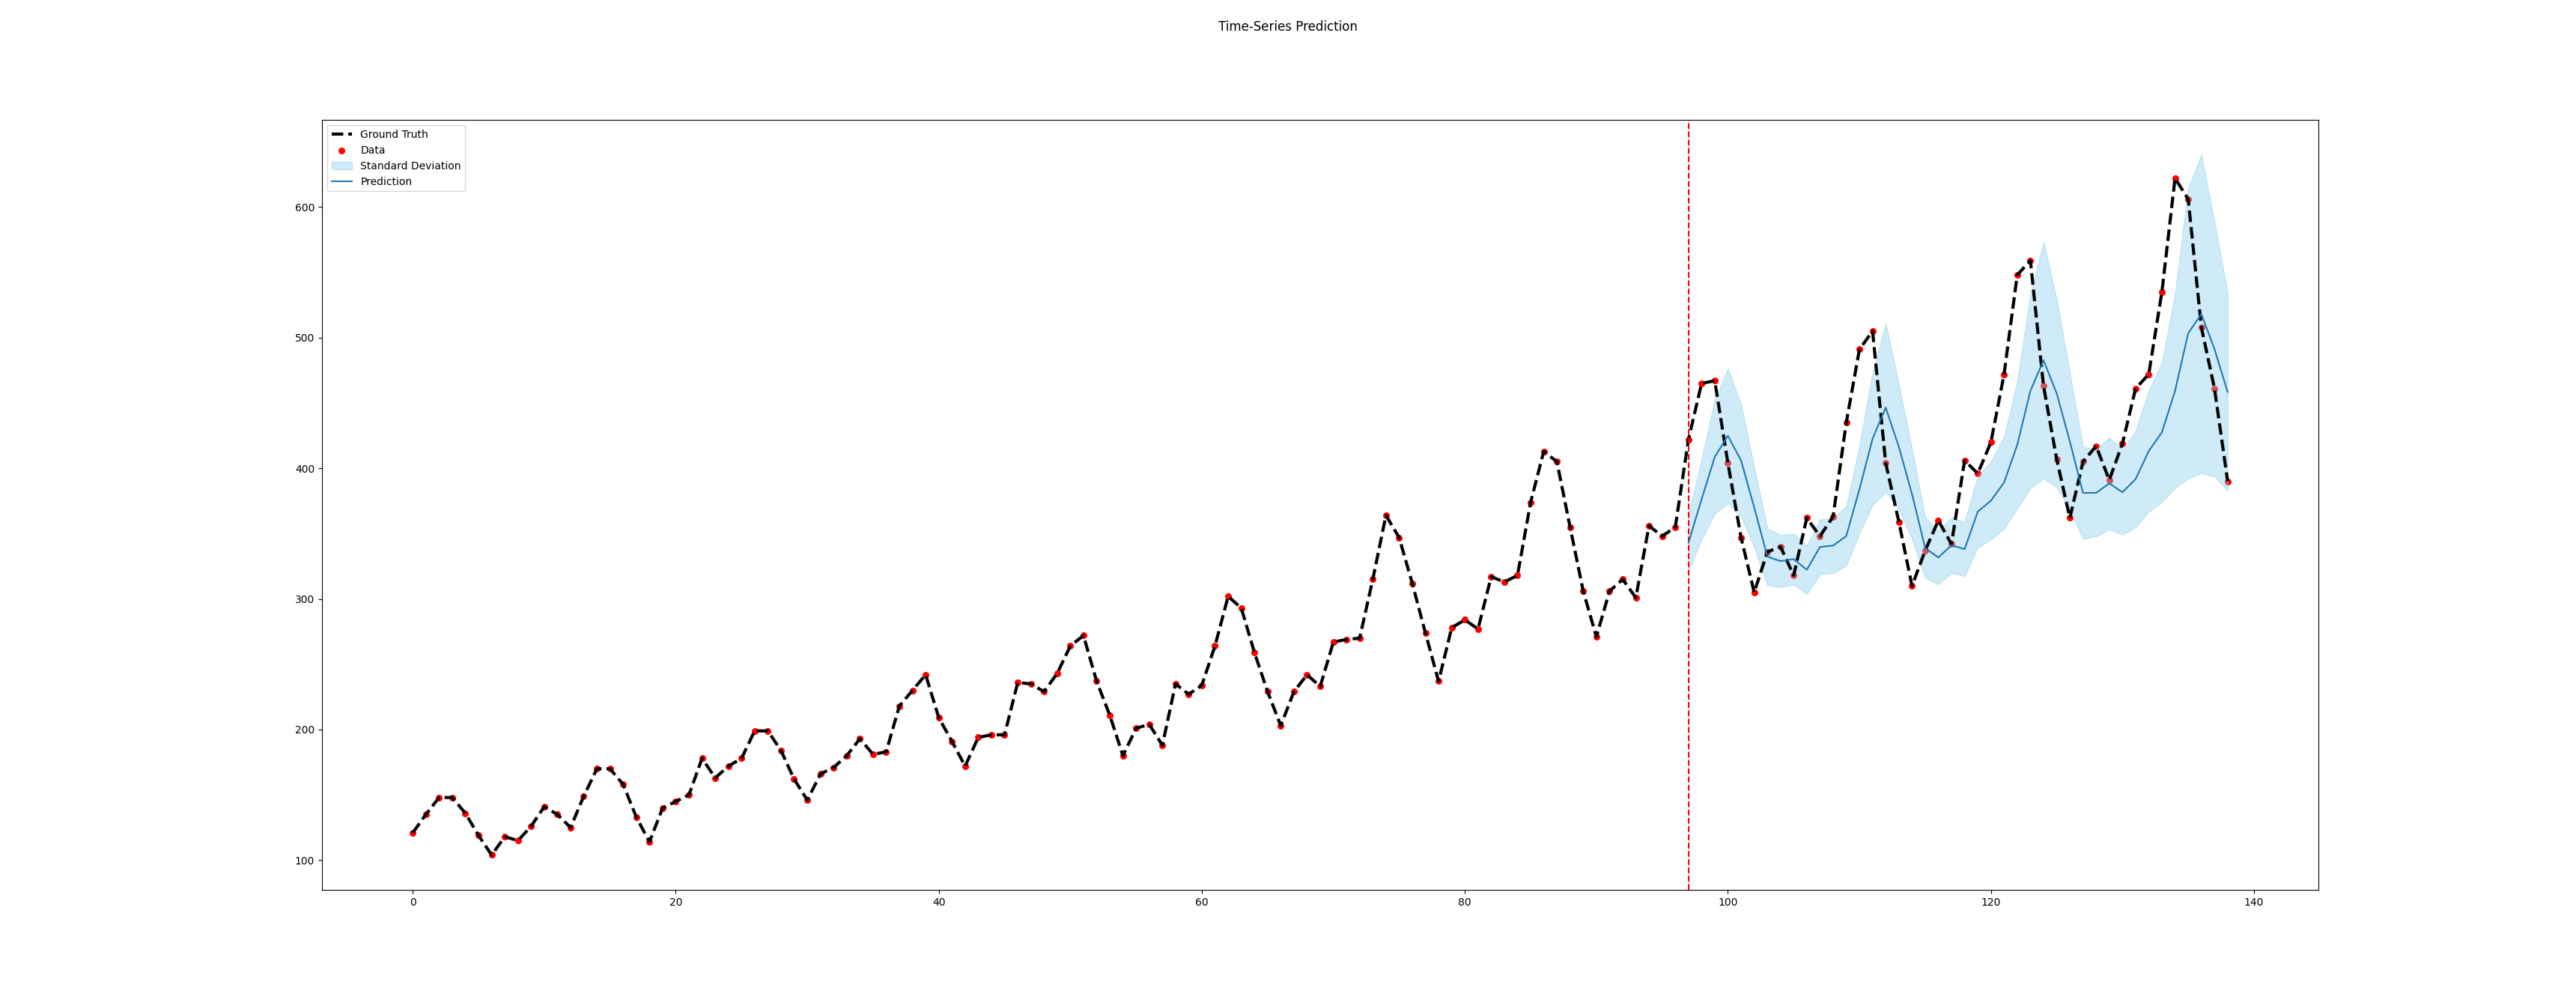 Time-Series Prediction
Ground Truth
Data
Standard Deviation
Prediction
600
500
400
300
200
100
0 20 40 60 80 100 120 140